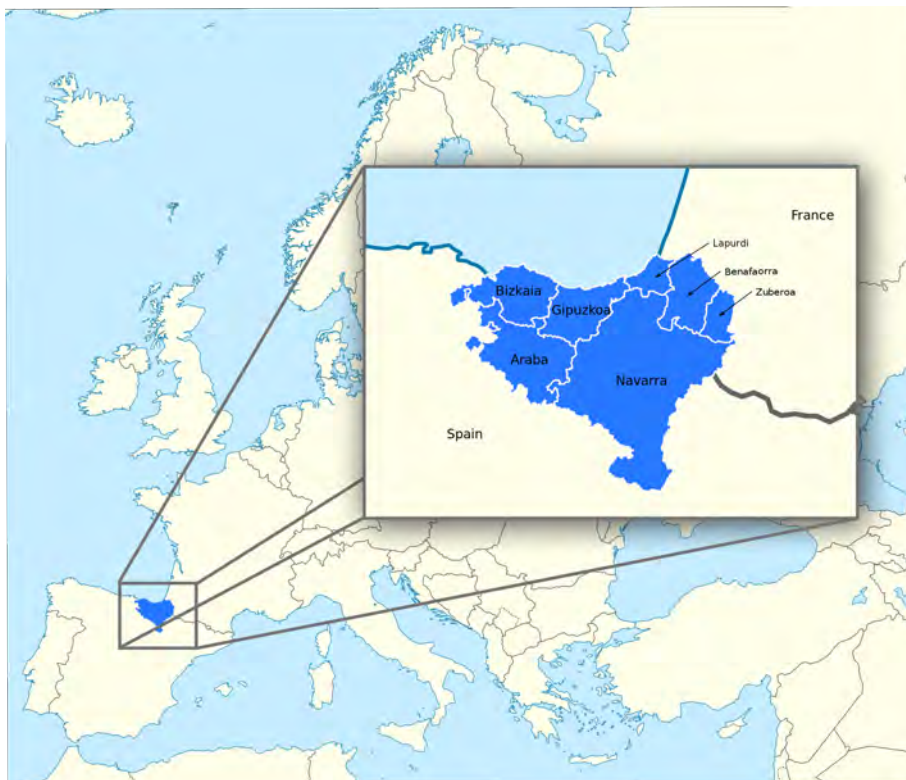 France
Lapurdi
Benafaorra
Zuberoa
Bizkaia
Gipuzkoa
Araba
Navarra
Spain